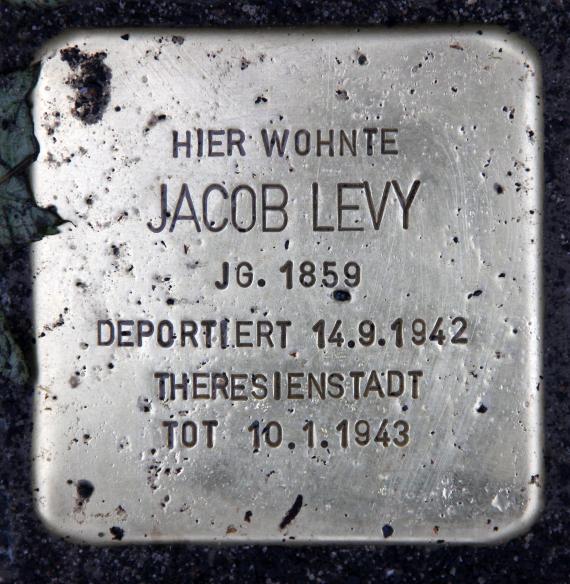 HIER WOHNTE
JACOB LEVY
JG. 1859
DEPORTIERT 14.9.1942
THERESIENSTADT
TOT 10.1.1943